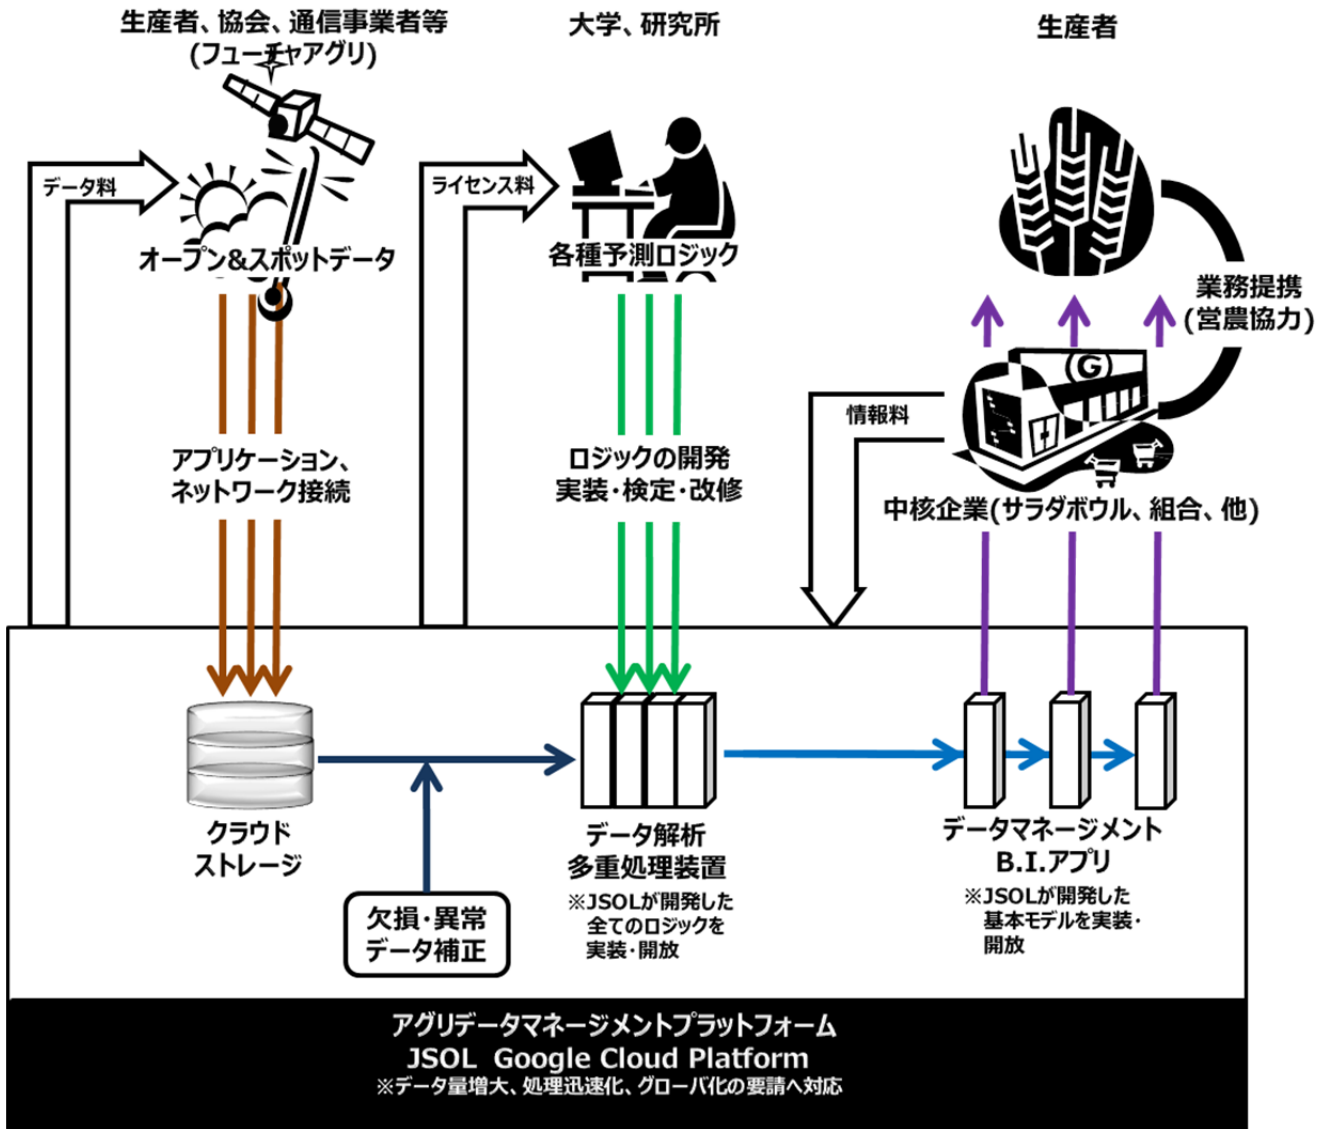 生産者、協会、通信事業者等
(フューチャアグリ)
大学、研究所
生産者
データ料
オープン&スポットデータ
ライセンス料
各種予測ロジック
業務提携
(営農協力)
G
情報料
アプリケーション、
ネットワーク接続
ロジックの開発
実装・検定・改修
中核企業(サラダボウル、組合、他)
クラウド
ストレージ
データ解析
多重処理装置
※JSOLが開発した
全てのロジックを
実装・開放
データマネージメント
B.I.アプリ
※JSOLが開発した
基本モデルを実装・
開放
欠損・異常
データ補正
アグリデータマネージメントプラットフォーム
JSOL Google Cloud Platform
※データ量増大、処理迅速化、グローバ化の要請へ対応